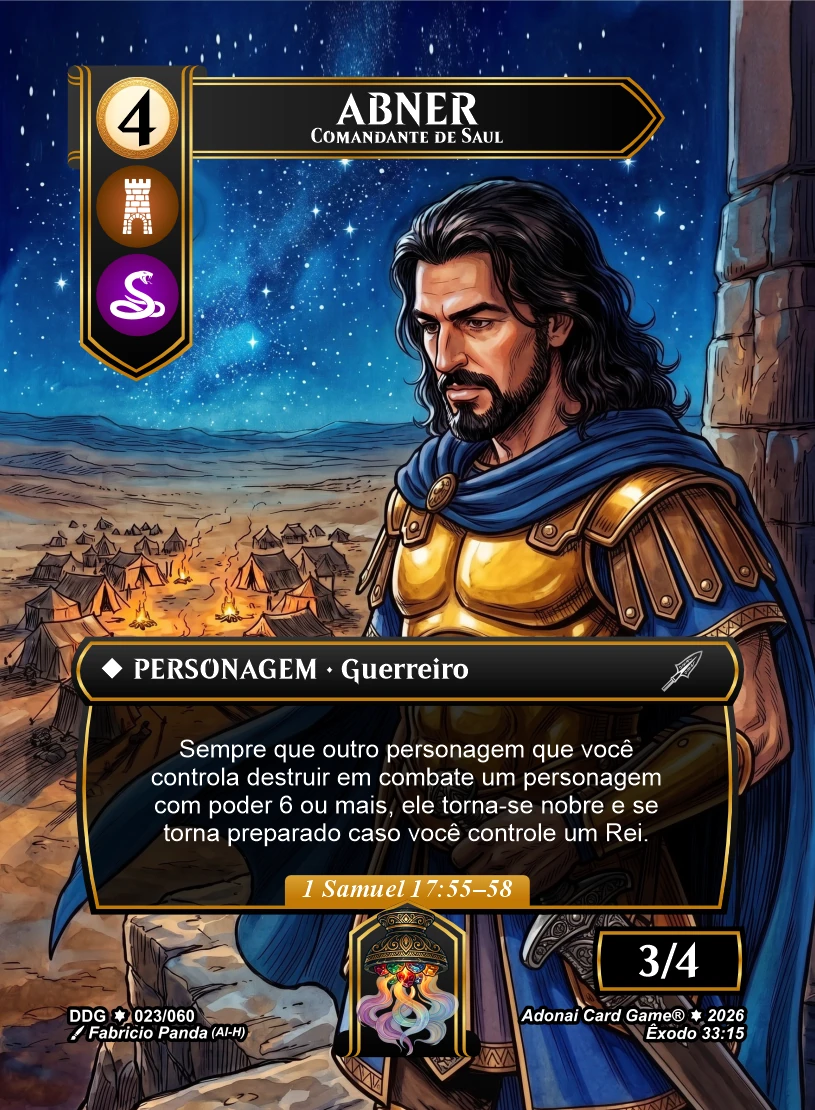 4
ABNER
Comandante de Saul
PERSONAGEM · Guerreiro
Sempre que outro personagem que você
controla destruir em combate um personagem
com poder 6 ou mais, ele torna-se nobre e se
torna preparado caso você controle um Rei.
1 Samuel 17:55–58
3/4
DDG ✶ 023/060
Fabricio Panda (AI-H)
Adonai Card Game® ✶ 2026
Êxodo 33:15